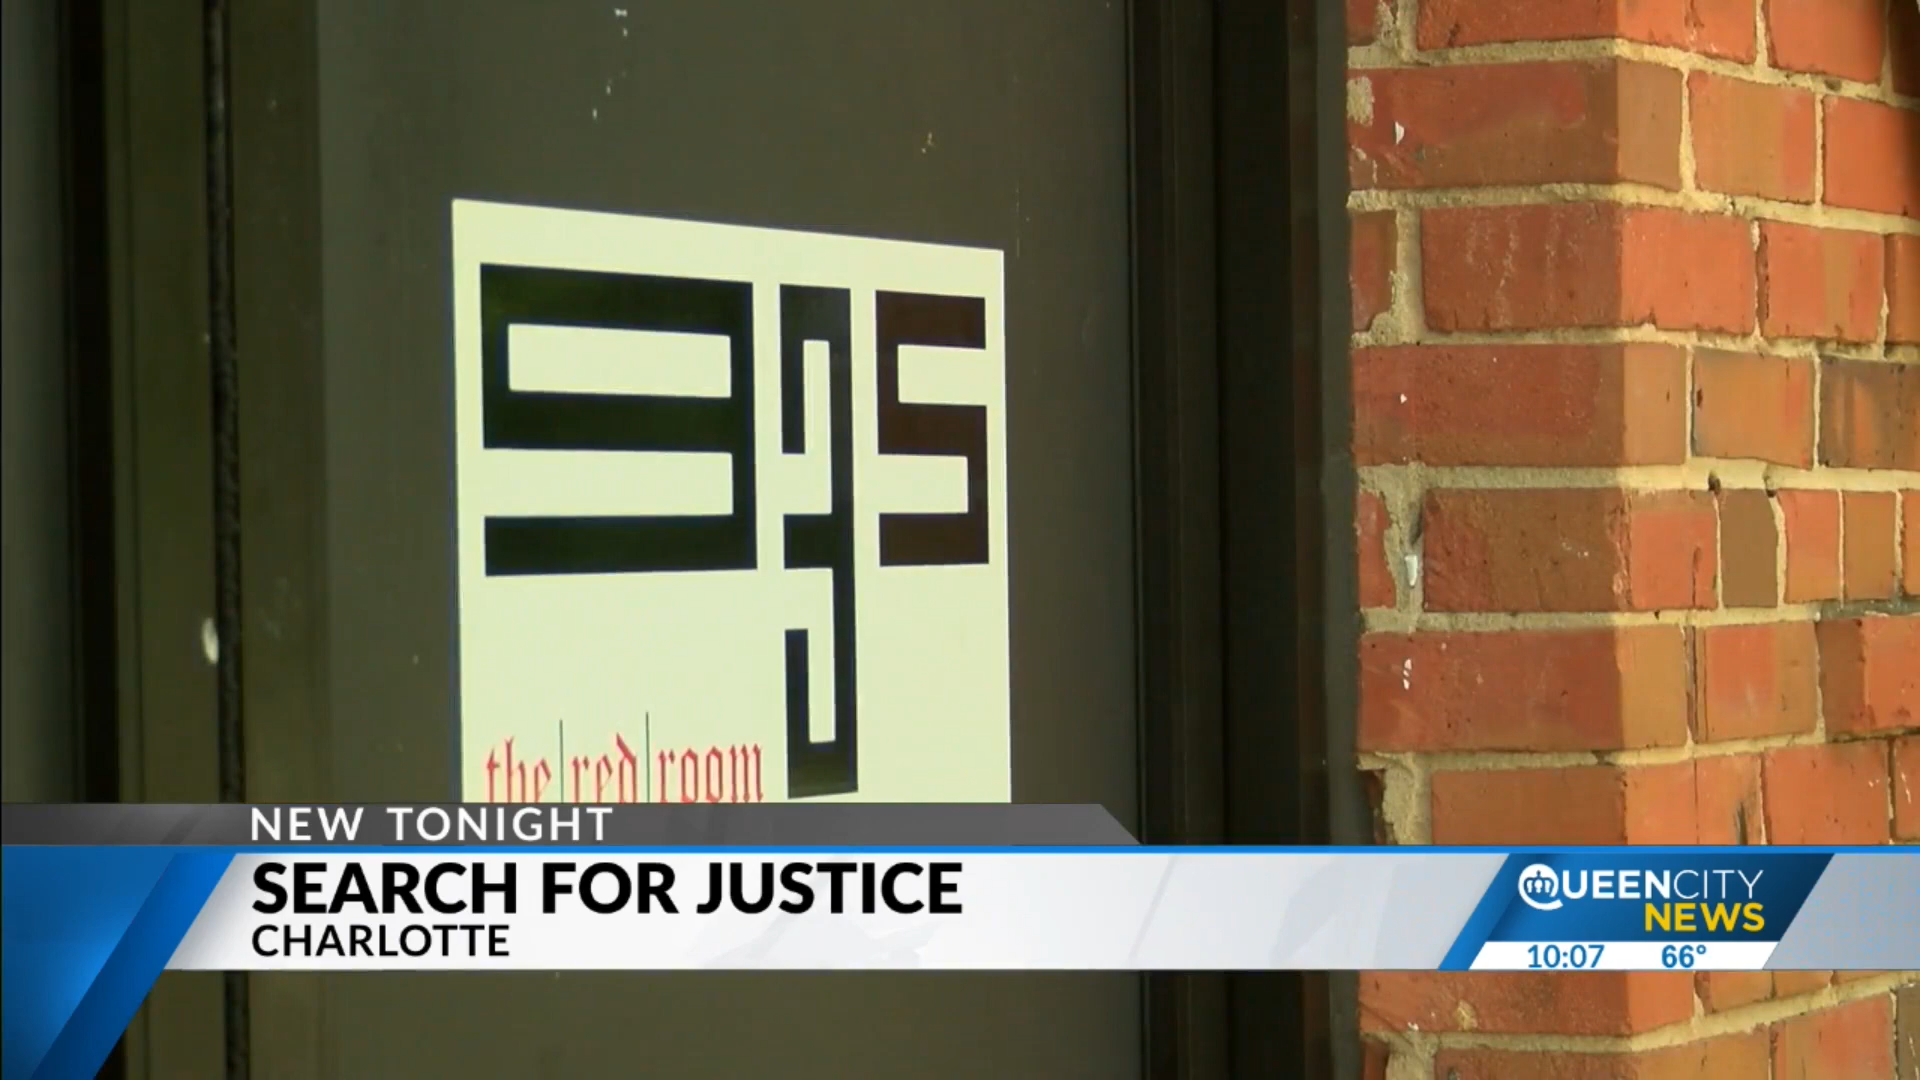 the|red|room
NEW TONIGHT
SEARCH FOR JUSTICE
CHARLOTTE
QUEENCITY
NEWS
10:07 66°